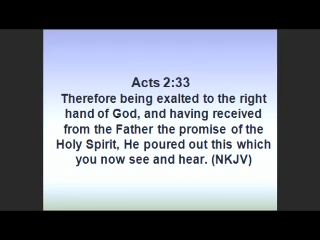 Acts 2:33
Therefore being exalted to the right
hand of God, and having received
from the Father the promise of the
Holy Spirit, He poured out this which
you now see and hear. (NKJV)